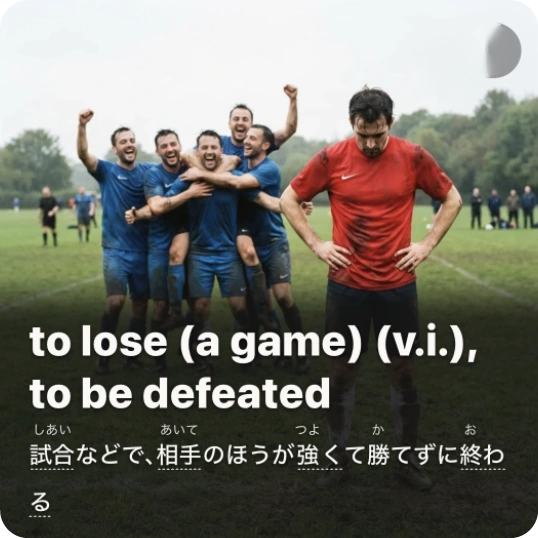 to lose (a game) (v.i.),
to be defeated
しあい あいて つよ か お
試合などで、相手のほうが強くて勝てずに終わ
る